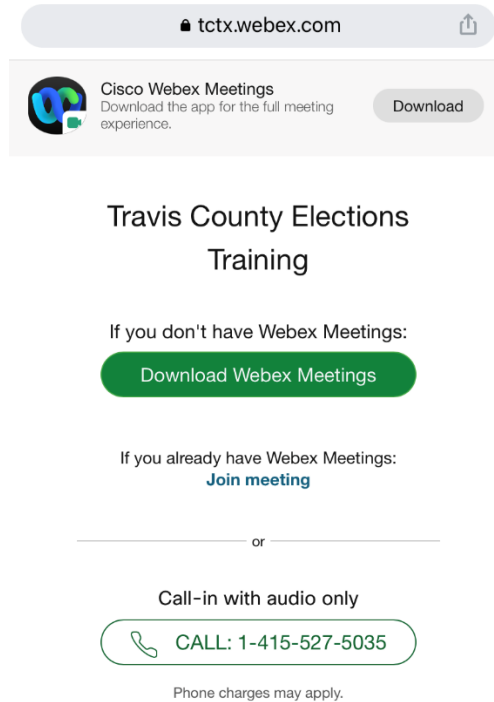 tctx.webex.com
Cisco Webex Meetings
Download the app for the full meeting
experience.
Download
Travis County Elections
Training
If you don't have Webex Meetings:
Download Webex Meetings
If you already have Webex Meetings:
Join meeting
or
Call-in with audio only
CALL: 1-415-527-5035
Phone charges may apply.